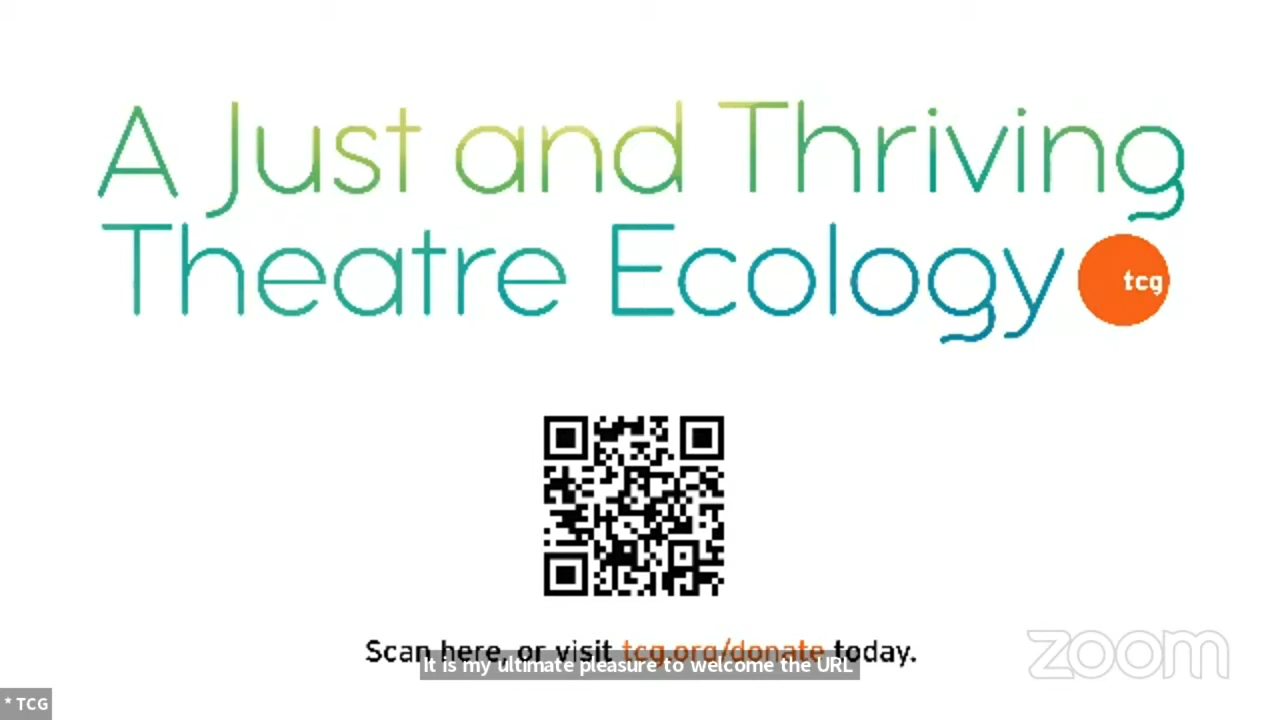 A Just and Thriving
Theatre Ecology
tcg
Scan here, or visit tcg.org/donate today.
It is my ultimate pleasure to welcome the URL
zoom
* TCG